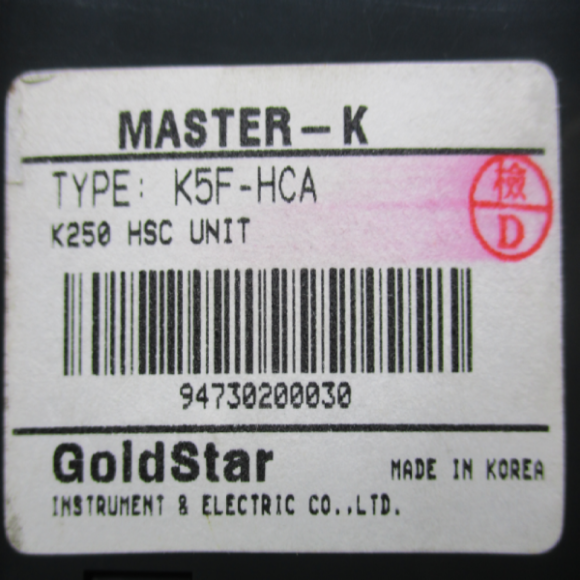 MASTER-K
TYPE: K5F-HCA
檢
D
K250 HSC UNIT
94730200030
GoldStar
MADE IN KOREA
INSTRUMENT & ELECTRIC CO.,LTD.